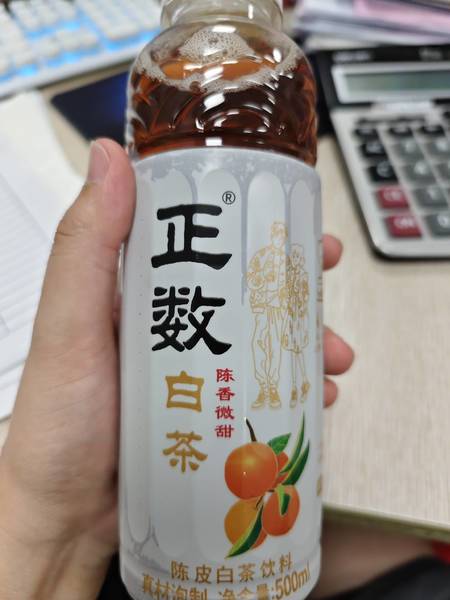 正数®
白茶
陈香微甜
陈皮白茶饮料
真材泡制 净含量:500ml